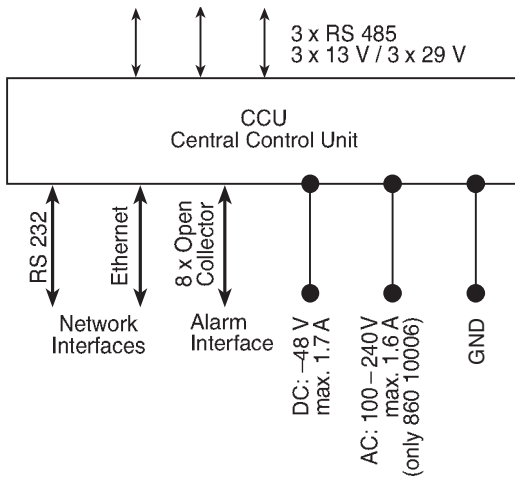 3 x RS 485
3 x 13 V / 3 x 29 V
CCU
Central Control Unit
RS 232
Ethernet
8 x Open
Collector
Network
Interfaces
Alarm
Interface
DC: –48 V
max. 1.7 A
AC: 100–240 V
max. 1.6 A
(only 860 10006)
GND